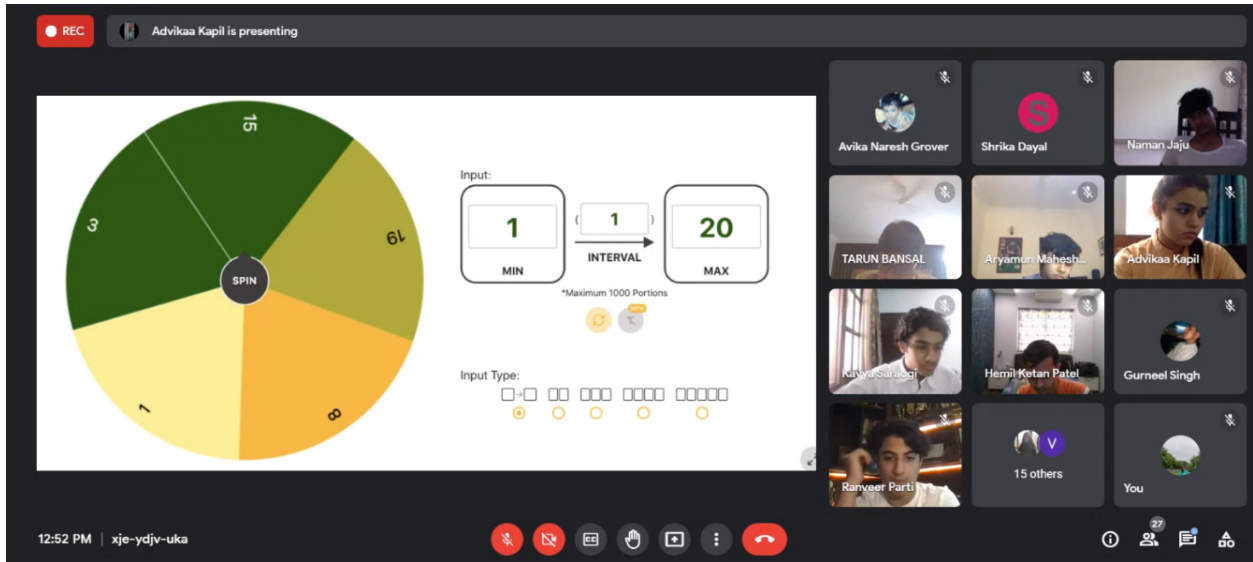 REC
Advikaa Kapil is presenting
15
3
19
SPIN
1
8
Input:
1
MIN
( 1 )
INTERVAL
20
MAX
*Maximum 1000 Portions
NEW
Input Type:
Avika Naresh Grover
S
Shrika Dayal
Naman Jaju
TARUN BANSAL
Aryamun Mahesh...
Advikaa Kapil
Kavya Saraogi
Hemil Ketan Patel
Gurneel Singh
Ranveer Parti
V
15 others
You
12:52 PM | xje-ydjv-uka
CC
27